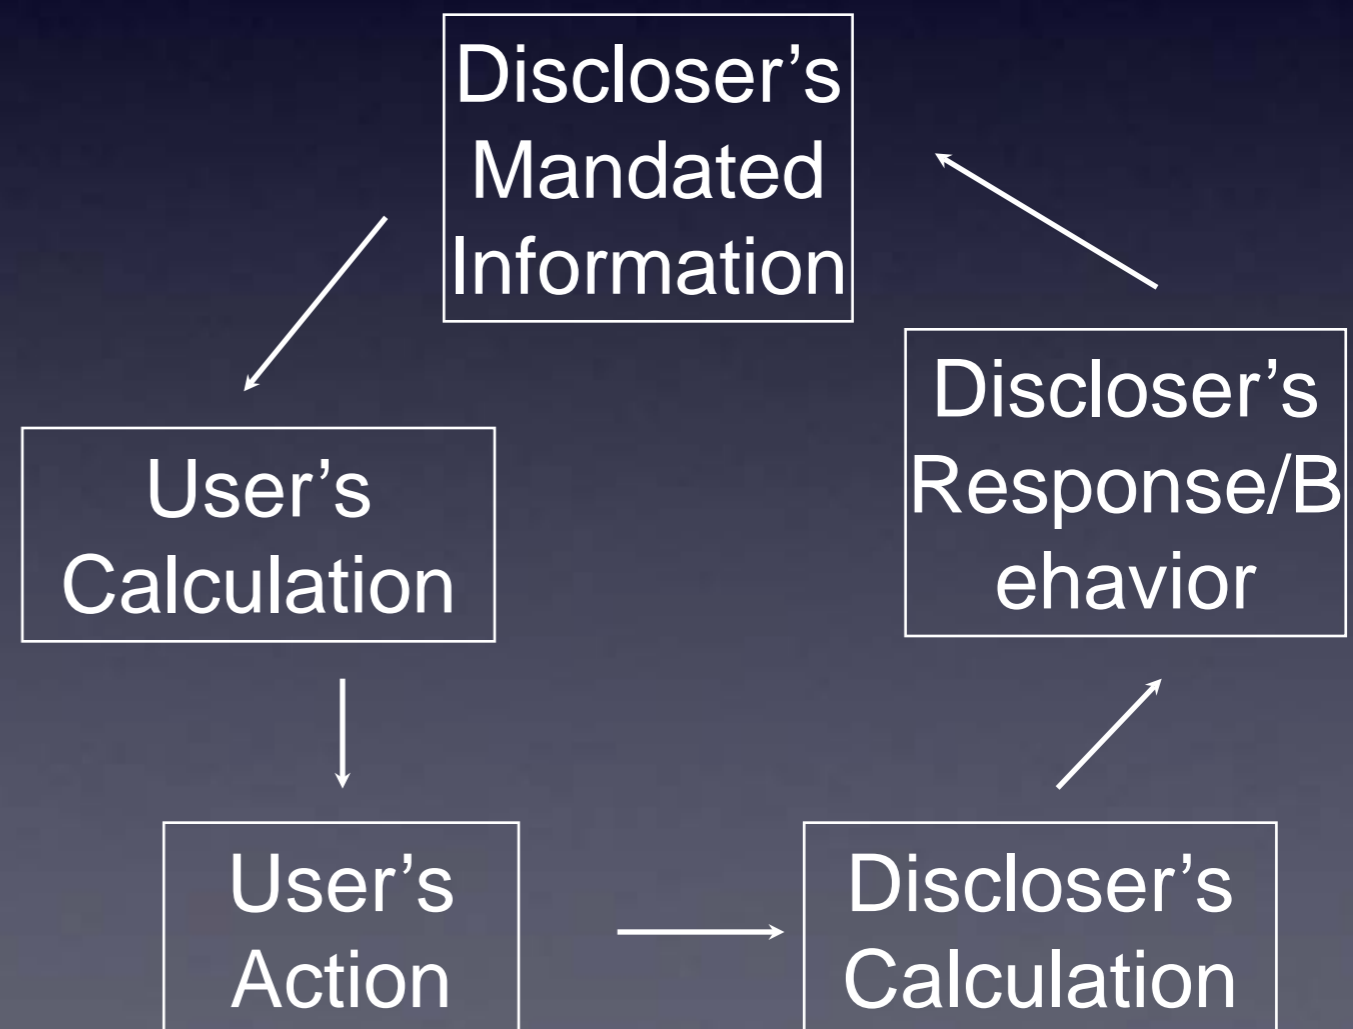 Discloser’s
Mandated
Information
User’s
Calculation
User’s
Action
Discloser’s
Calculation
Discloser’s
Response/B
ehavior